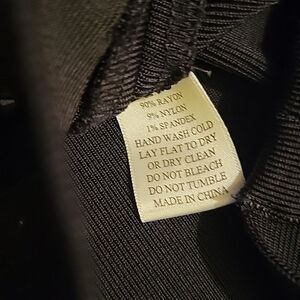 90% RAYON
9% NYLON
1% SPANDEX
HAND WASH COLD
LAY FLAT TO DRY
OR DRY CLEAN
DO NOT BLEACH
DO NOT TUMBLE
MADE IN CHINA